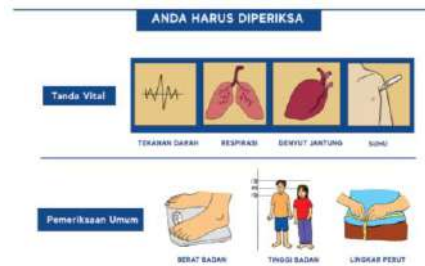 ANDA HARUS DIPERIKSA
Tanda Vital
TEKANAN DARAH
RESPIRASI
DENYUT JANTUNG
SUHU
Pemeriksaan Umum
BERAT BADAN
TINGGI BADAN
LINGKAR PERUT